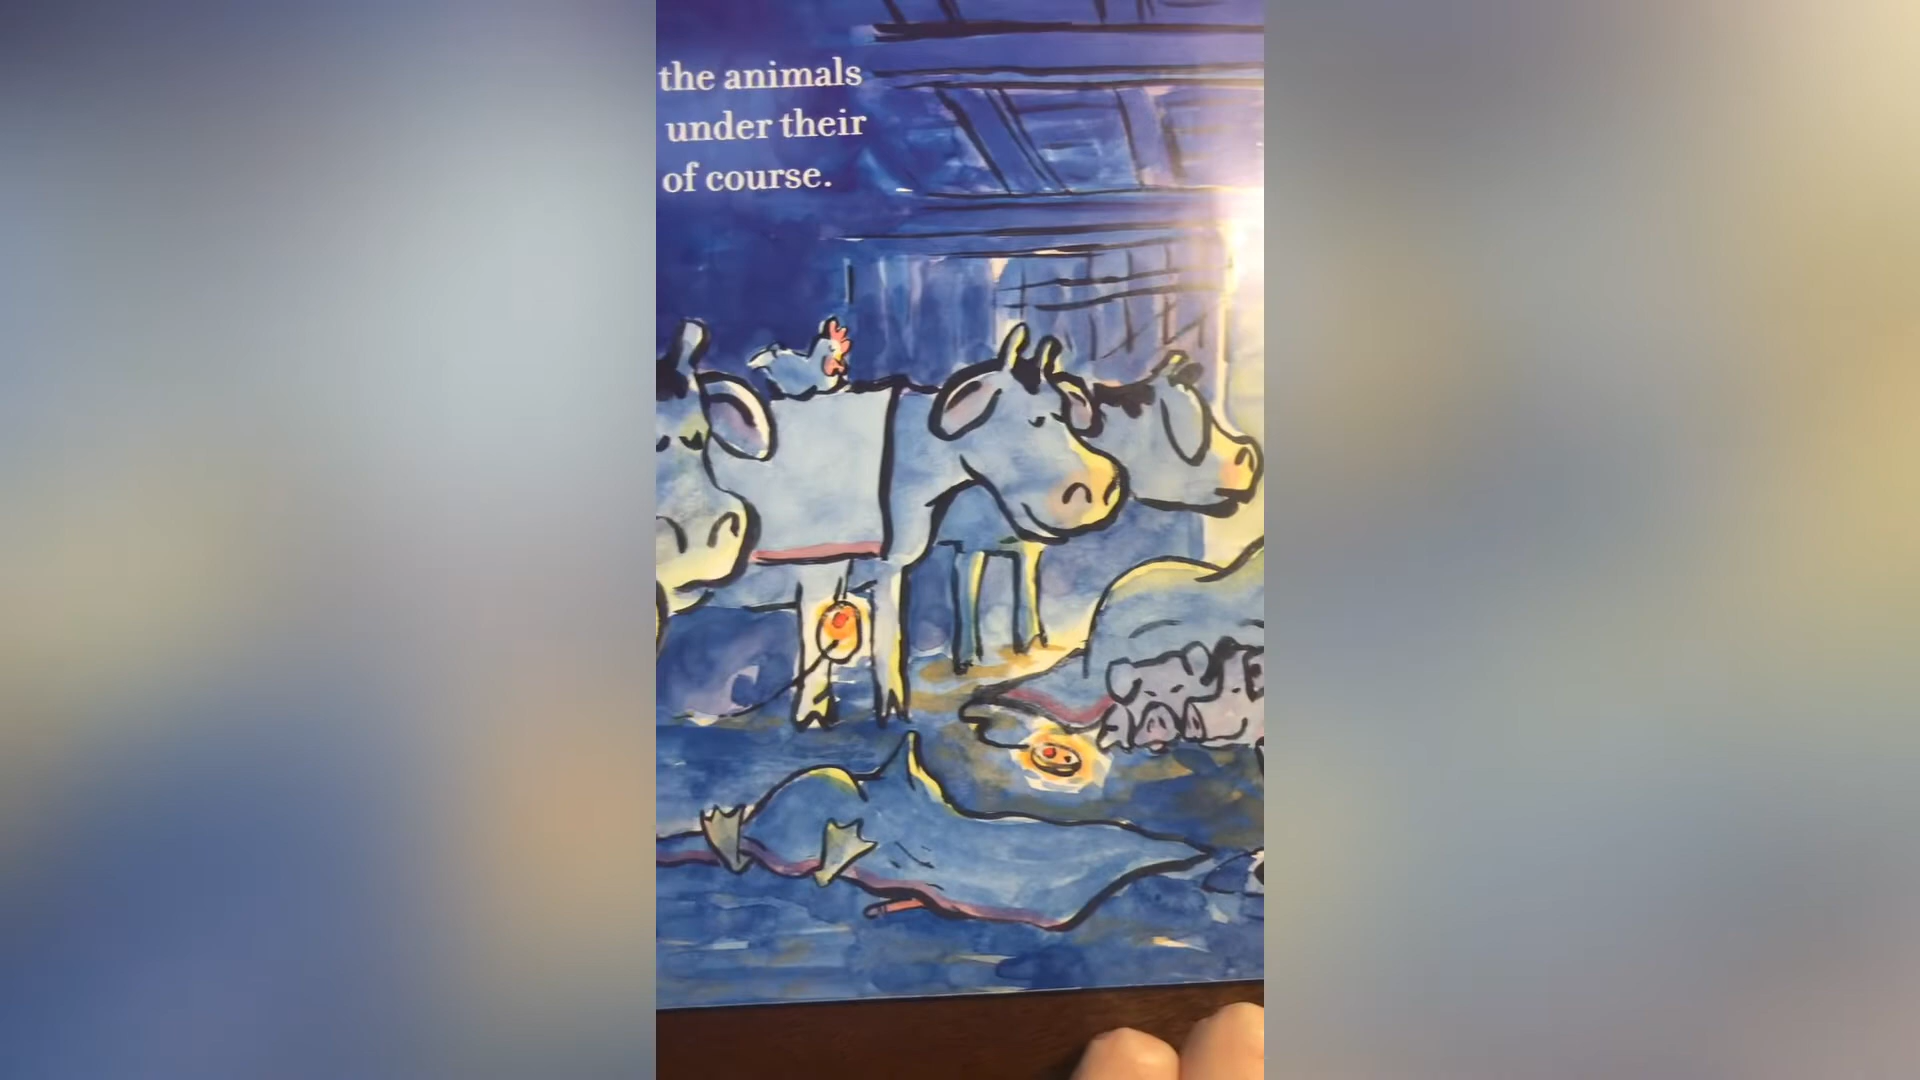 the animals
under their
of course.